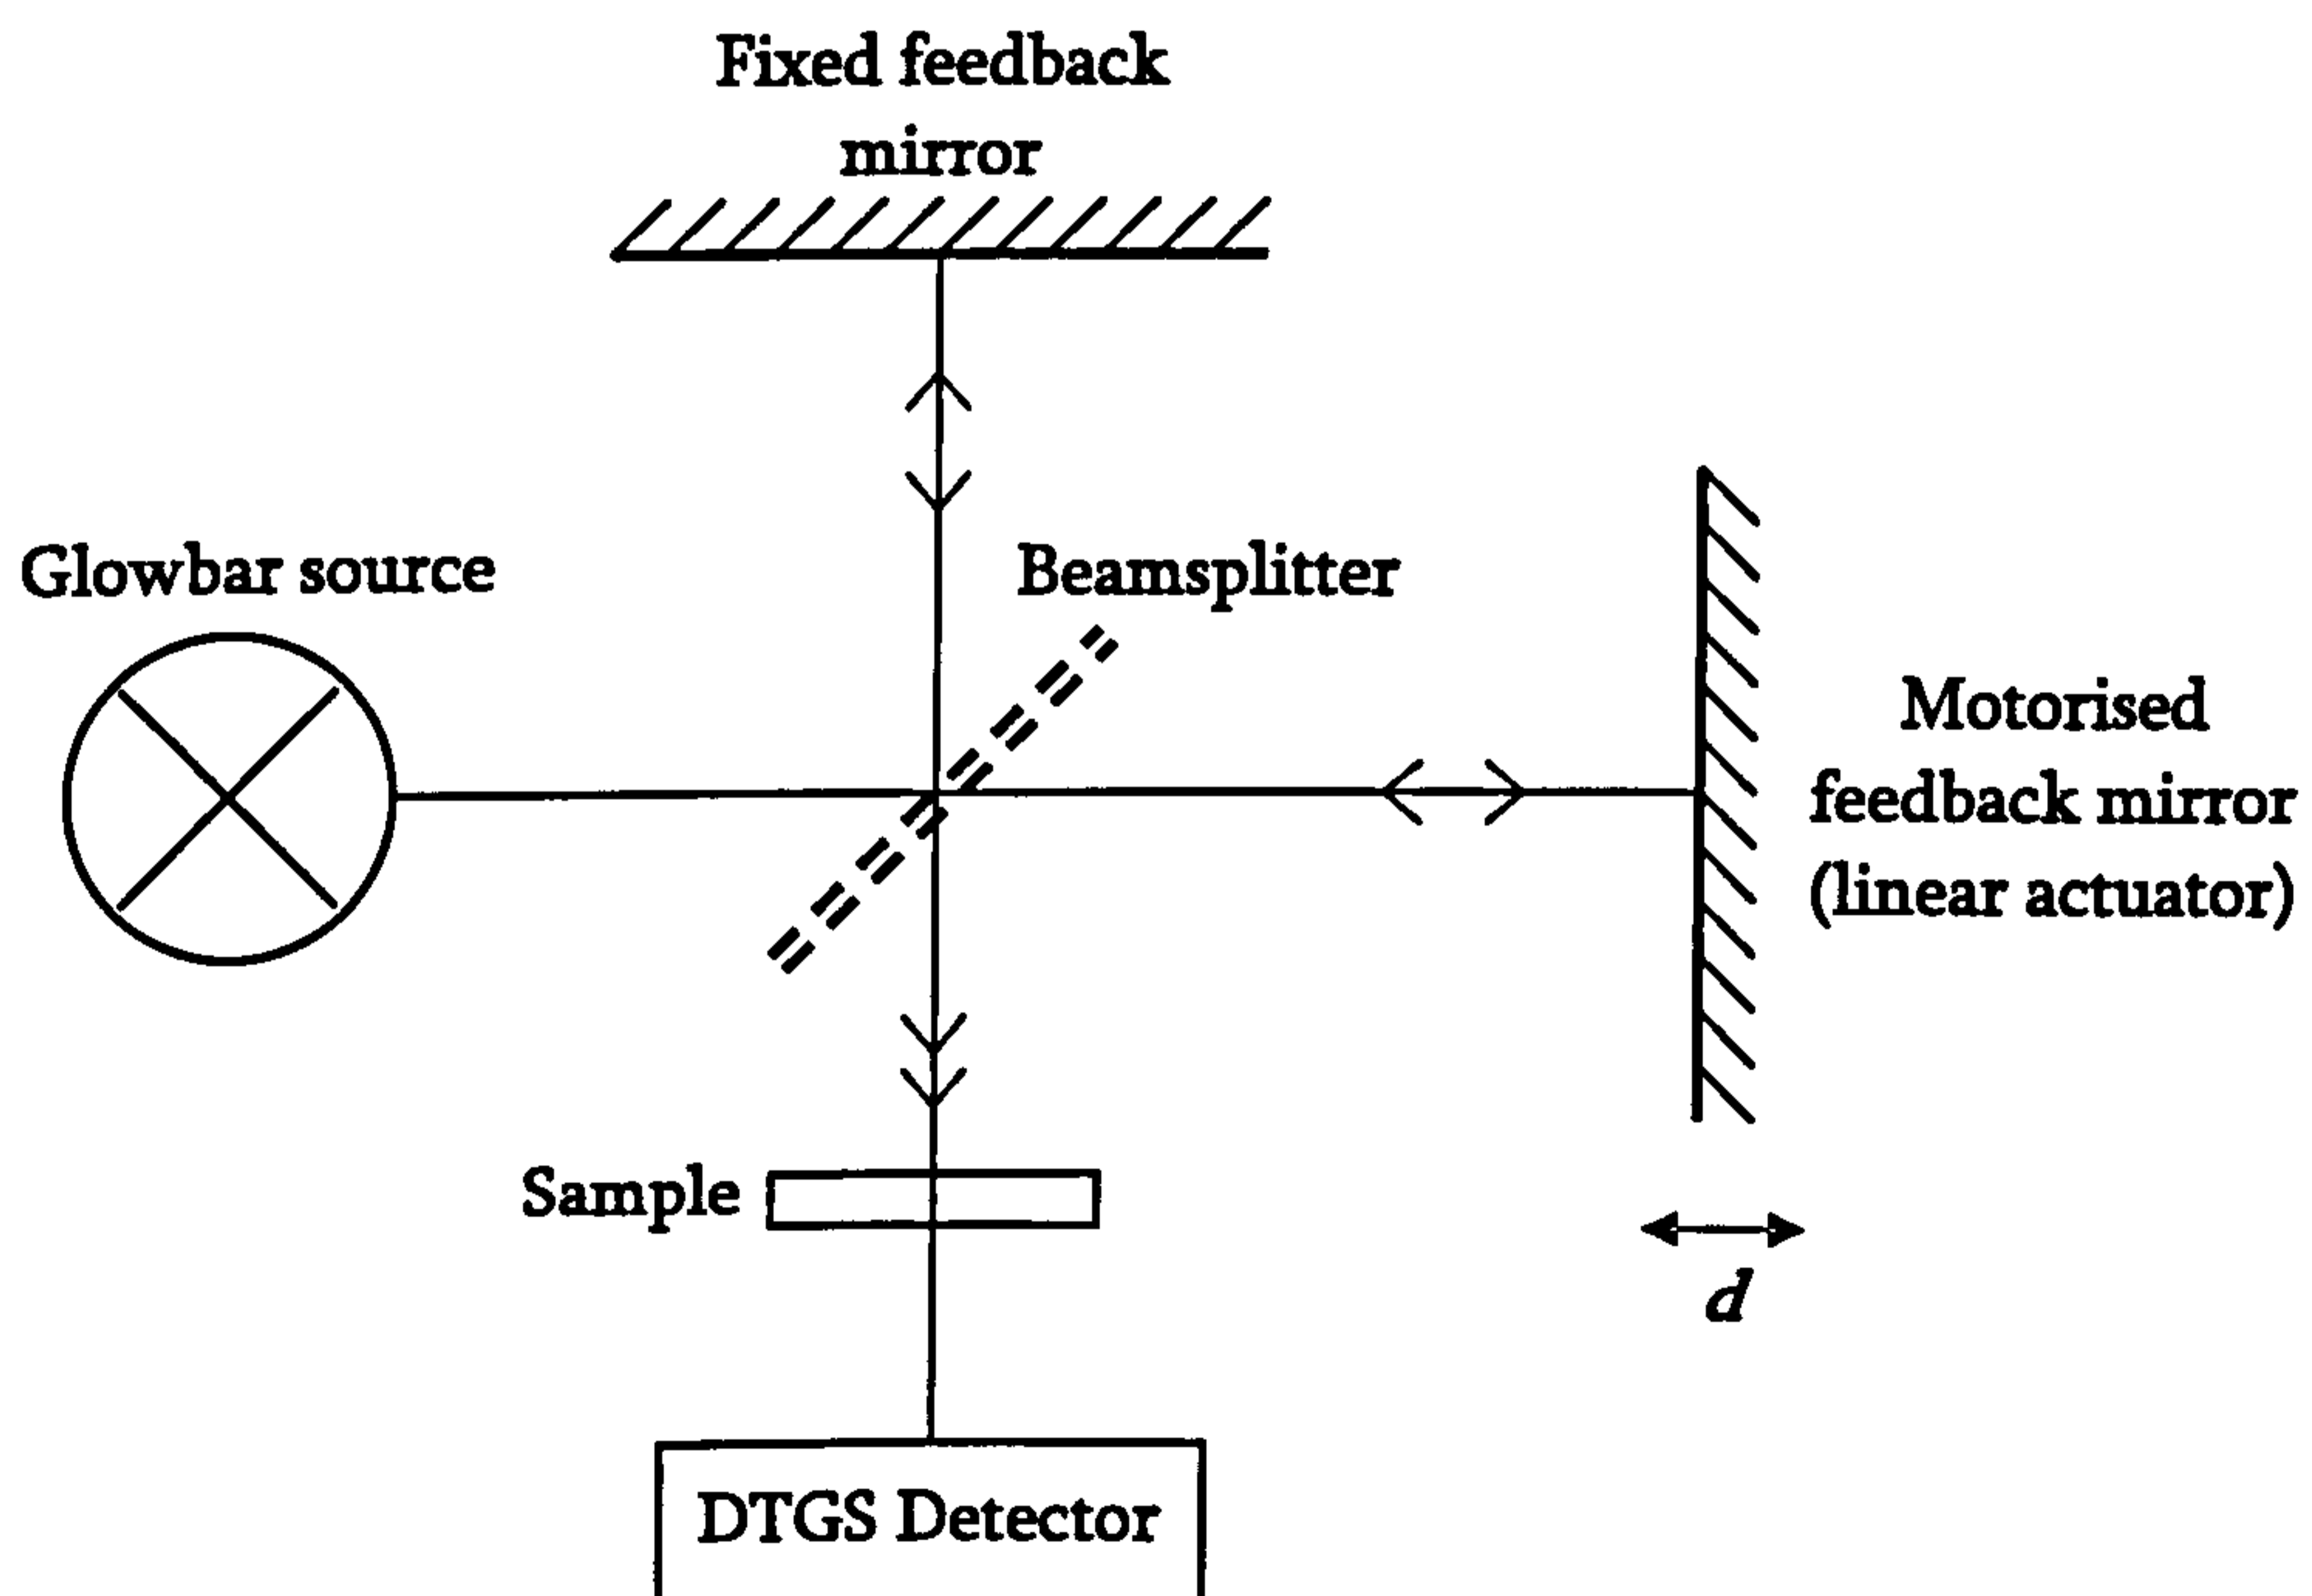 Fixed feedback
mirror
Glowbar source
Beamsplitter
Motorised
feedback mirror
(linear actuator)
Sample
d
DTGS Detector